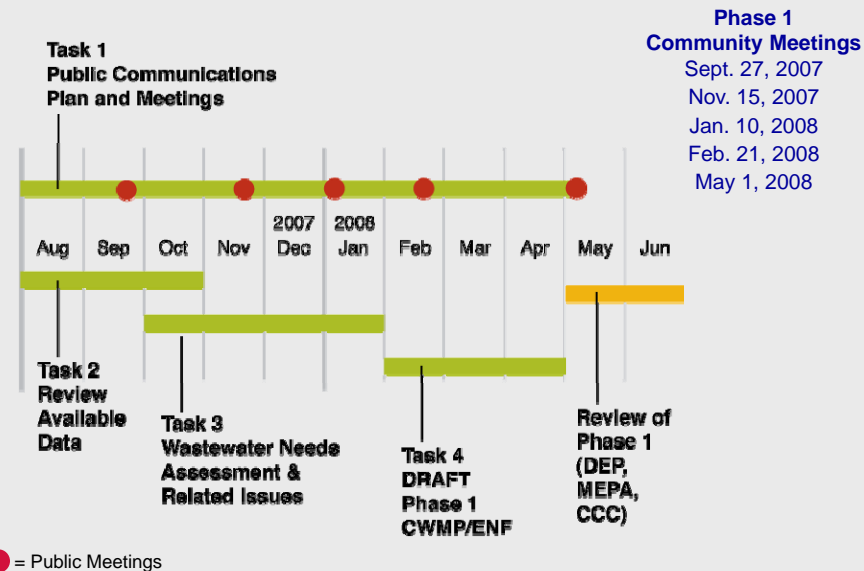 Phase 1
Community Meetings
Sept. 27, 2007
Nov. 15, 2007
Jan. 10, 2008
Feb. 21, 2008
May 1, 2008
Task 1
Public Communications
Plan and Meetings
2007 2008
Aug Sep Oct Nov Dec Jan Feb Mar Apr May Jun
Task 2
Review
Available
Data
Task 3
Wastewater Needs
Assessment &
Related Issues
Task 4
DRAFT
Phase 1
CWMP/ENF
Review of
Phase 1
(DEP,
MEPA,
CCC)
= Public Meetings